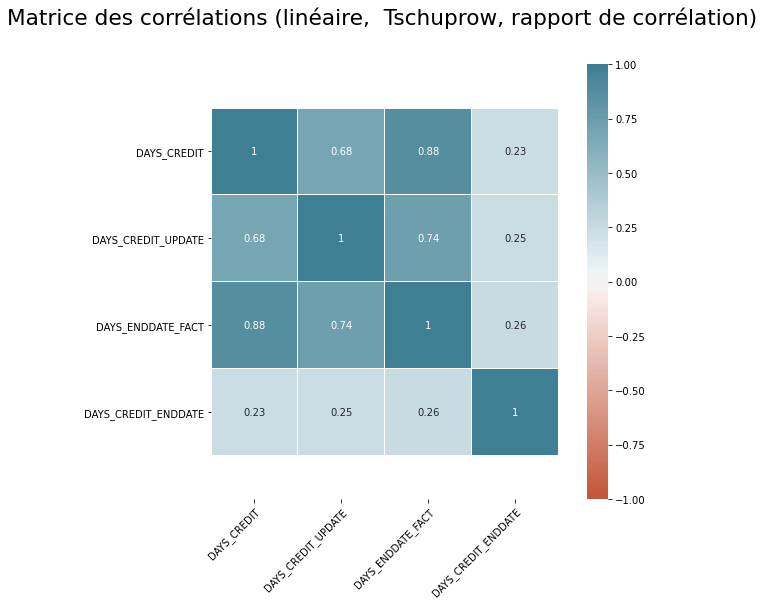 Matrice des corrélations (linéaire,  Tschuprow, rapport de corrélation)
1.00
DAYS_CREDIT 1 0.68 0.88 0.23
0.75
0.50
DAYS_CREDIT_UPDATE 0.68 1 0.74 0.25
0.25
0.00
DAYS_ENDDATE_FACT 0.88 0.74 1 0.26
−0.25
−0.50
DAYS_CREDIT_ENDDATE 0.23 0.25 0.26 1
−0.75
−1.00
DAYS_CREDIT
DAYS_CREDIT_UPDATE
DAYS_ENDDATE_FACT
DAYS_CREDIT_ENDDATE